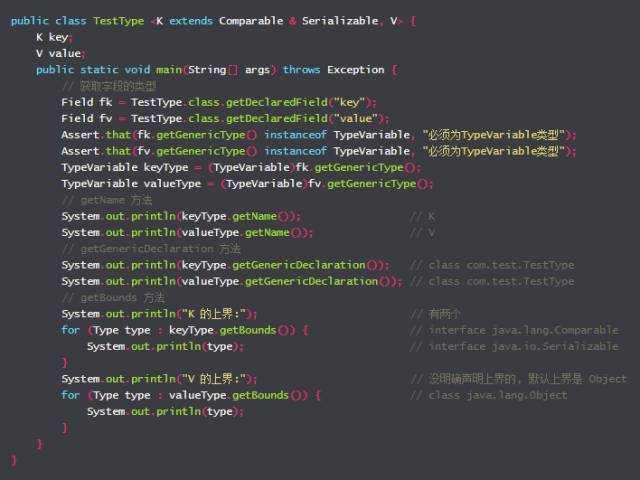 public class TestType <K extends Comparable & Serializable, V> {
K key;
V value;
public static void main(String[] args) throws Exception {
// 获取字段的类型
Field fk = TestType.class.getDeclaredField("key");
Field fv = TestType.class.getDeclaredField("value");
Assert.that(fk.getGenericType() instanceof TypeVariable, "必须为TypeVariable类型");
Assert.that(fv.getGenericType() instanceof TypeVariable, "必须为TypeVariable类型");
TypeVariable keyType = (TypeVariable)fk.getGenericType();
TypeVariable valueType = (TypeVariable)fv.getGenericType();
// getName 方法
System.out.println(keyType.getName()); // K
System.out.println(valueType.getName()); // V
// getGenericDeclaration 方法
System.out.println(keyType.getGenericDeclaration()); // class com.test.TestType
System.out.println(valueType.getGenericDeclaration()); // class com.test.TestType
// getBounds 方法
System.out.println("K 的上界:"); // 有两个
for (Type type : keyType.getBounds()) { // interface java.lang.Comparable
System.out.println(type); // interface java.io.Serializable
}
System.out.println("V 的上界:"); // 没明确声明上界的, 默认上界是 Object
for (Type type : valueType.getBounds()) { // class java.lang.Object
System.out.println(type);
}
}
}